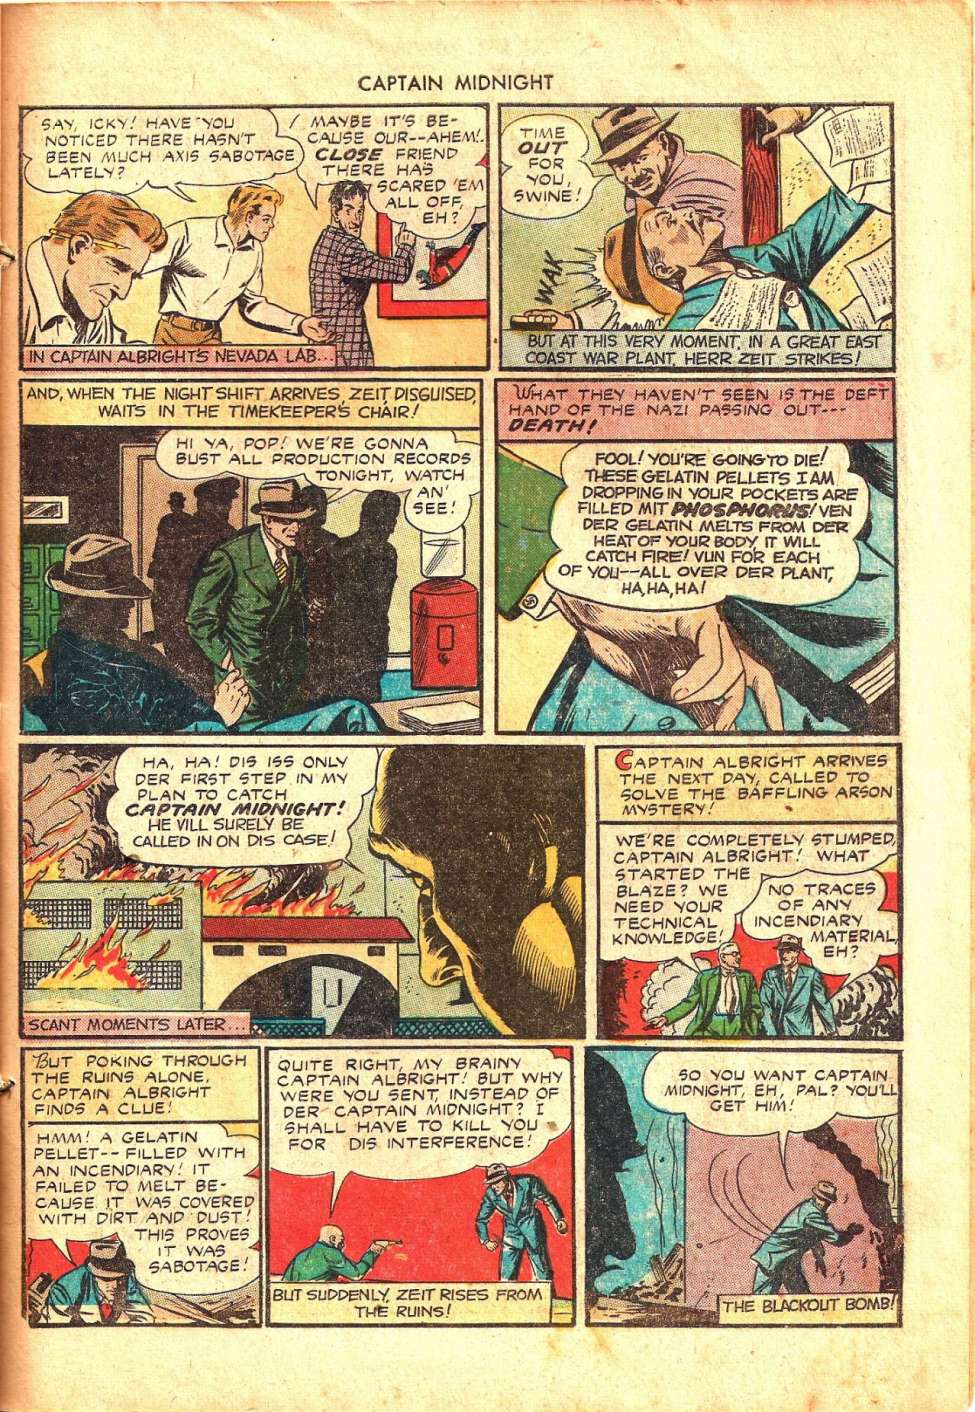 CAPTAIN MIDNIGHT
SAY, ICKY! HAVE YOU
NOTICED THERE HASN'T
BEEN MUCH AXIS SABOTAGE
LATELY?
MAYBE IT'S BE-
CAUSE OUR--AHEM!
CLOSE FRIEND
THERE HAS
SCARED 'EM
ALL OFF,
EH?
IN CAPTAIN ALBRIGHT'S NEVADA LAB...
TIME
OUT
FOR
YOU,
SWINE!
WAK
BUT AT THIS VERY MOMENT, IN A GREAT EAST
COAST WAR PLANT, HERR ZEIT STRIKES!
AND, WHEN THE NIGHT SHIFT ARRIVES, ZEIT DISGUISED,
WAITS IN THE TIMEKEEPER'S CHAIR!
HI YA, POP! WE'RE GONNA
BUST ALL PRODUCTION RECORDS
TONIGHT, WATCH
AN'
SEE!
WHAT THEY HAVEN'T SEEN IS THE DEFT
HAND OF THE NAZI PASSING OUT---
DEATH!
FOOL! YOU'RE GOING TO DIE!
THESE GELATIN PELLETS I AM
DROPPING IN YOUR POCKETS ARE
FILLED MIT PHOSPHORUS! VEN
DER GELATIN MELTS FROM DER
HEAT OF YOUR BODY, IT WILL
CATCH FIRE! VUN FOR EACH
OF YOU--ALL OVER DER PLANT,
HA, HA, HA!
HA, HA! DIS ISS ONLY
DER FIRST STEP IN MY
PLAN TO CATCH
CAPTAIN MIDNIGHT!
HE VILL SURELY BE
CALLED IN ON DIS CASE!
SCANT MOMENTS LATER...
CAPTAIN ALBRIGHT ARRIVES
THE NEXT DAY, CALLED TO
SOLVE THE BAFFLING ARSON
MYSTERY!
WE'RE COMPLETELY STUMPED,
CAPTAIN ALBRIGHT! WHAT
STARTED THE
BLAZE? WE
NEED YOUR
TECHNICAL
KNOWLEDGE!
NO TRACES
OF ANY
INCENDIARY
MATERIAL,
EH?
BUT POKING THROUGH
THE RUINS ALONE,
CAPTAIN ALBRIGHT
FINDS A CLUE!
HMM! A GELATIN
PELLET-- FILLED WITH
AN INCENDIARY! IT
FAILED TO MELT BE-
CAUSE IT WAS COVERED
WITH DIRT AND DUST!
THIS PROVES
IT WAS
SABOTAGE!
QUITE RIGHT, MY BRAINY
CAPTAIN ALBRIGHT! BUT WHY
WERE YOU SENT, INSTEAD OF
DER CAPTAIN MIDNIGHT? I
SHALL HAVE TO KILL YOU
FOR DIS INTERFERENCE!
BUT SUDDENLY, ZEIT RISES FROM
THE RUINS!
SO YOU WANT CAPTAIN
MIDNIGHT, EH, PAL? YOU'LL
GET HIM!
THE BLACKOUT BOMB!